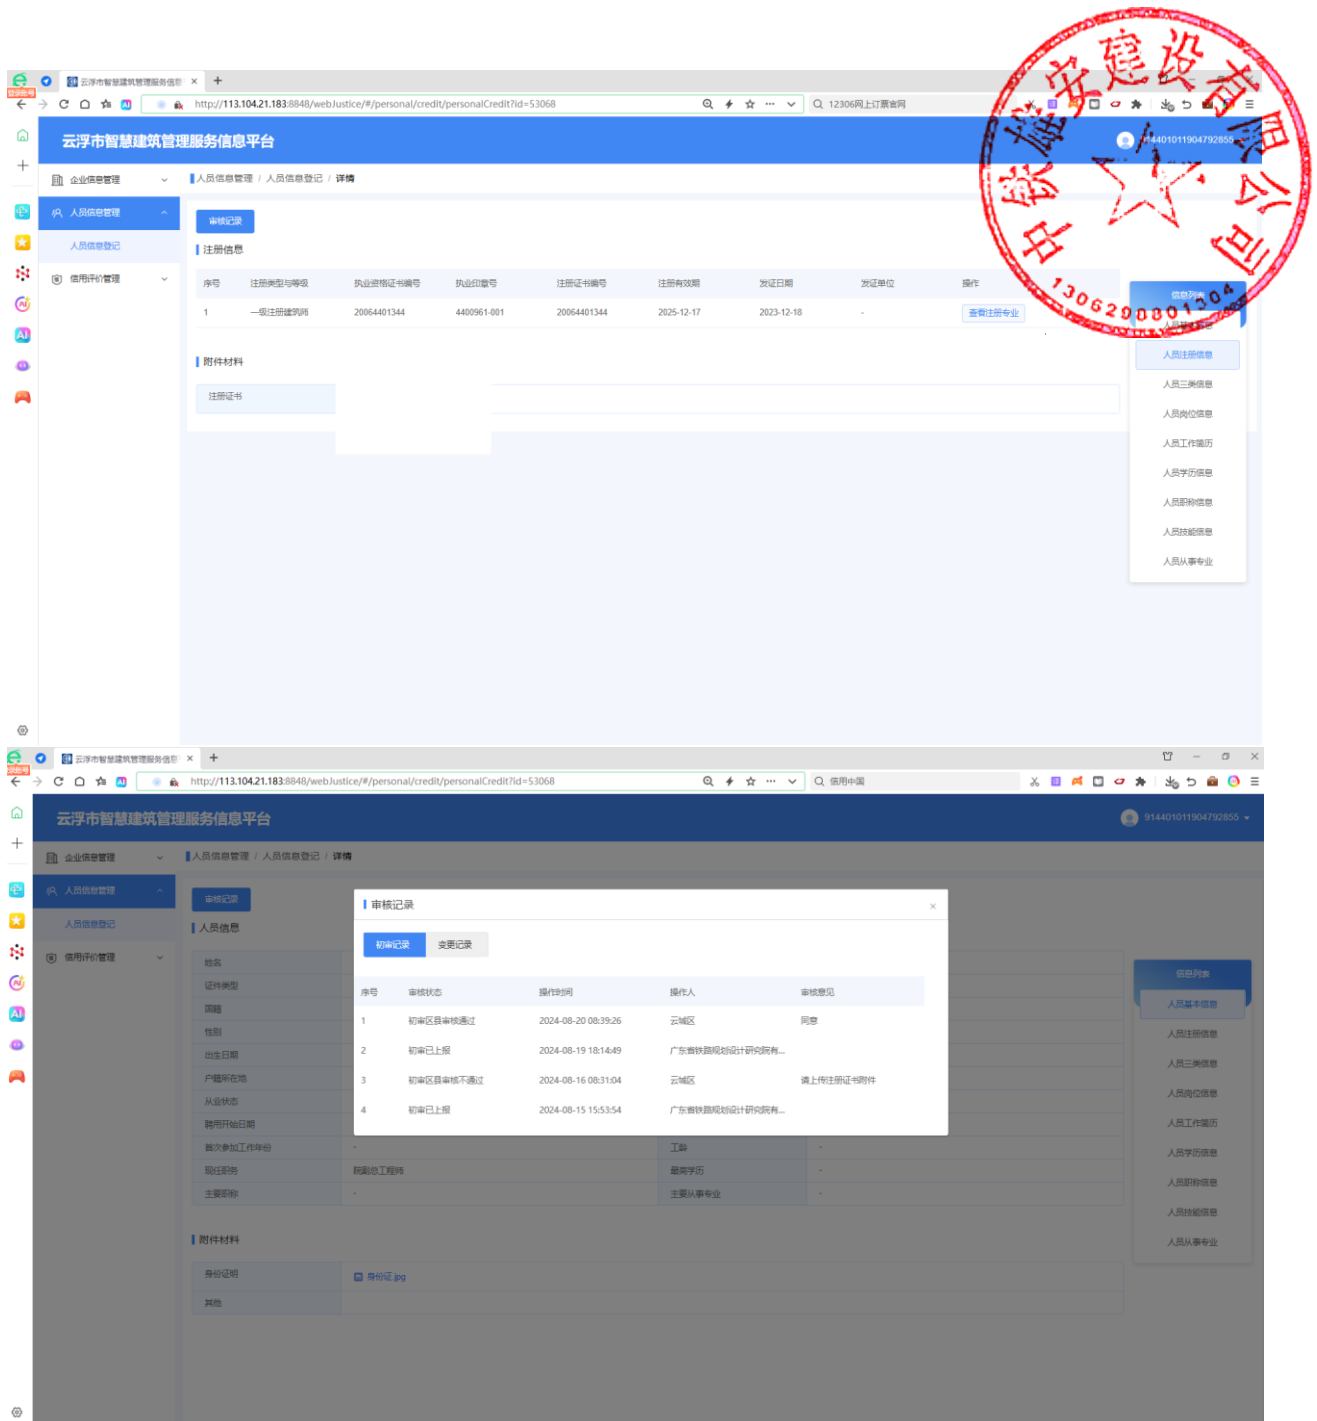 云浮市智慧建筑管理服务信息
登录账号
http://113.104.21.183:8848/webJustice/#/personal/credit/personalCredit?id=53068
12306网上订票官网
云浮市智慧建筑管理服务信息平台
914401011904792855
企业信息管理
人员信息管理
人员信息登记
信用评价管理
人员信息管理 / 人员信息登记 / 详情
审核记录
注册信息
序号 注册类型与等级 执业资格证书编号 执业印章号 注册证书编号 注册有效期 发证日期 发证单位 操作
1 一级注册建筑师 20064401344 4400961-001 20064401344 2025-12-17 2023-12-18 - 查看注册专业
附件材料
注册证书
信息列表
人员基本信息
人员注册信息
人员三类信息
人员岗位信息
人员工作简历
人员学历信息
人员职称信息
人员技能信息
人员从事专业
中铁雄安建设有限公司
云浮市智慧建筑管理服务信息
http://113.104.21.183:8848/webJustice/#/personal/credit/personalCredit?id=53068
信用中国
云浮市智慧建筑管理服务信息平台
914401011904792855
企业信息管理
人员信息管理
人员信息登记
信用评价管理
人员信息管理 / 人员信息登记 / 详情
审核记录
人员信息
姓名
证件类型
国籍
性别
出生日期
户籍所在地
从业状态
聘用开始日期
首次参加工作年份 - 工龄 -
现任职务 院副总工程师 最高学历 -
主要职称 - 主要从事专业 -
附件材料
身份证明 身份证.jpg
其他
审核记录
初审记录 变更记录
序号 审核状态 操作时间 操作人 审核意见
1 初审区县审核通过 2024-08-20 08:39:26 云城区 同意
2 初审已上报 2024-08-19 18:14:49 广东省铁路规划设计研究院有...
3 初审区县审核不通过 2024-08-16 08:31:04 云城区 请上传注册证书附件
4 初审已上报 2024-08-15 15:53:54 广东省铁路规划设计研究院有...
信息列表
人员基本信息
人员注册信息
人员三类信息
人员岗位信息
人员工作简历
人员学历信息
人员职称信息
人员技能信息
人员从事专业